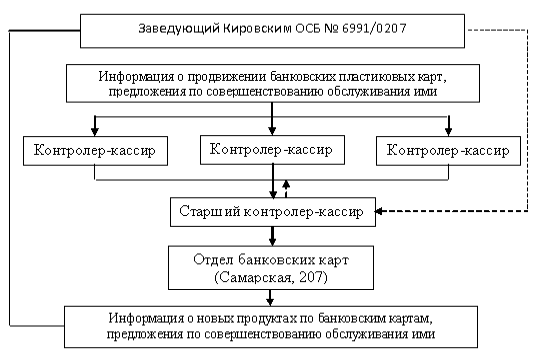 Заведующий Кировским ОСБ № 6991/0207
Информация о продвижении банковских пластиковых карт,
предложения по совершенствованию обслуживания ими
Контролер-кассир
Контролер-кассир
Контролер-кассир
Старший контролер-кассир
Отдел банковских карт
(Самарская, 207)
Информация о новых продуктах по банковским картам,
предложения по совершенствованию обслуживания ими